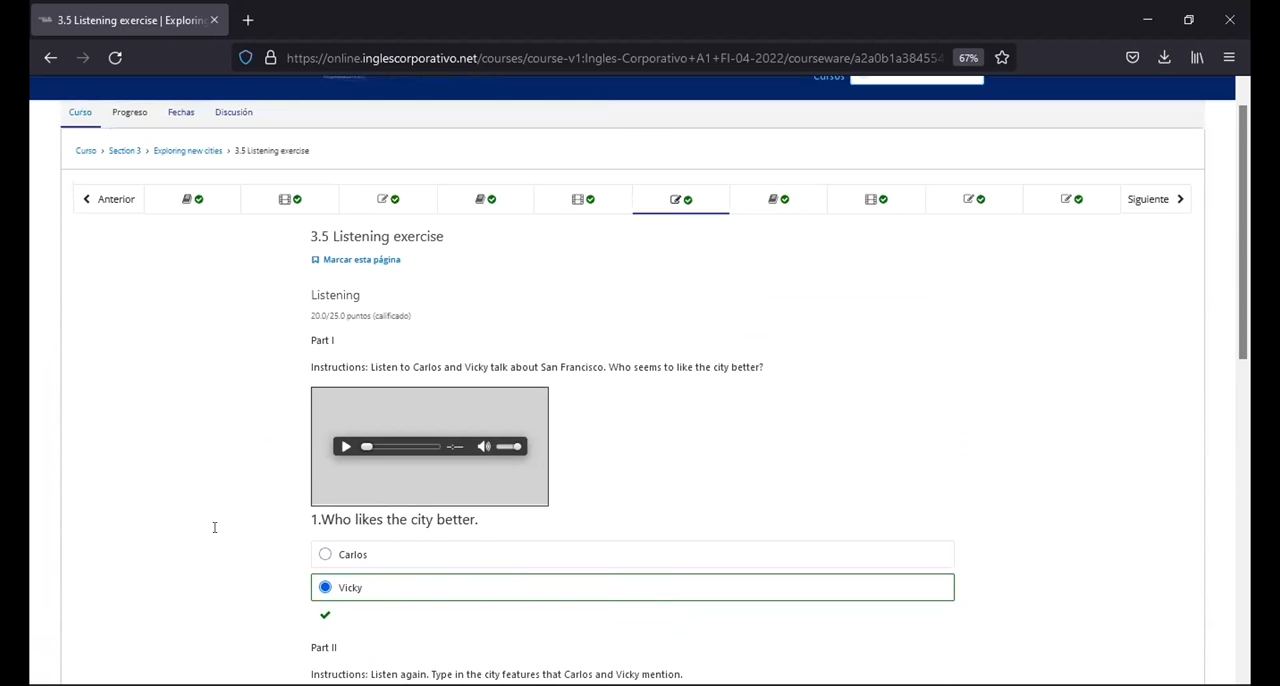 3.5 Listening exercise | Explorin
https://online.inglescorporativo.net/courses/course-v1:Ingles-Corporativo+A1+FI-04-2022/courseware/a2a0b1a384554
67%
Cursos
Curso Progreso Fechas Discusión
Curso > Section 3 > Exploring new cities > 3.5 Listening exercise
Anterior Siguiente
3.5 Listening exercise
Marcar esta página
Listening
20.0/25.0 puntos (calificado)
Part I
Instructions: Listen to Carlos and Vicky talk about San Francisco. Who seems to like the city better?
-:--
1.Who likes the city better.
Carlos
Vicky
Part II
Instructions: Listen again. Type in the city features that Carlos and Vicky mention.